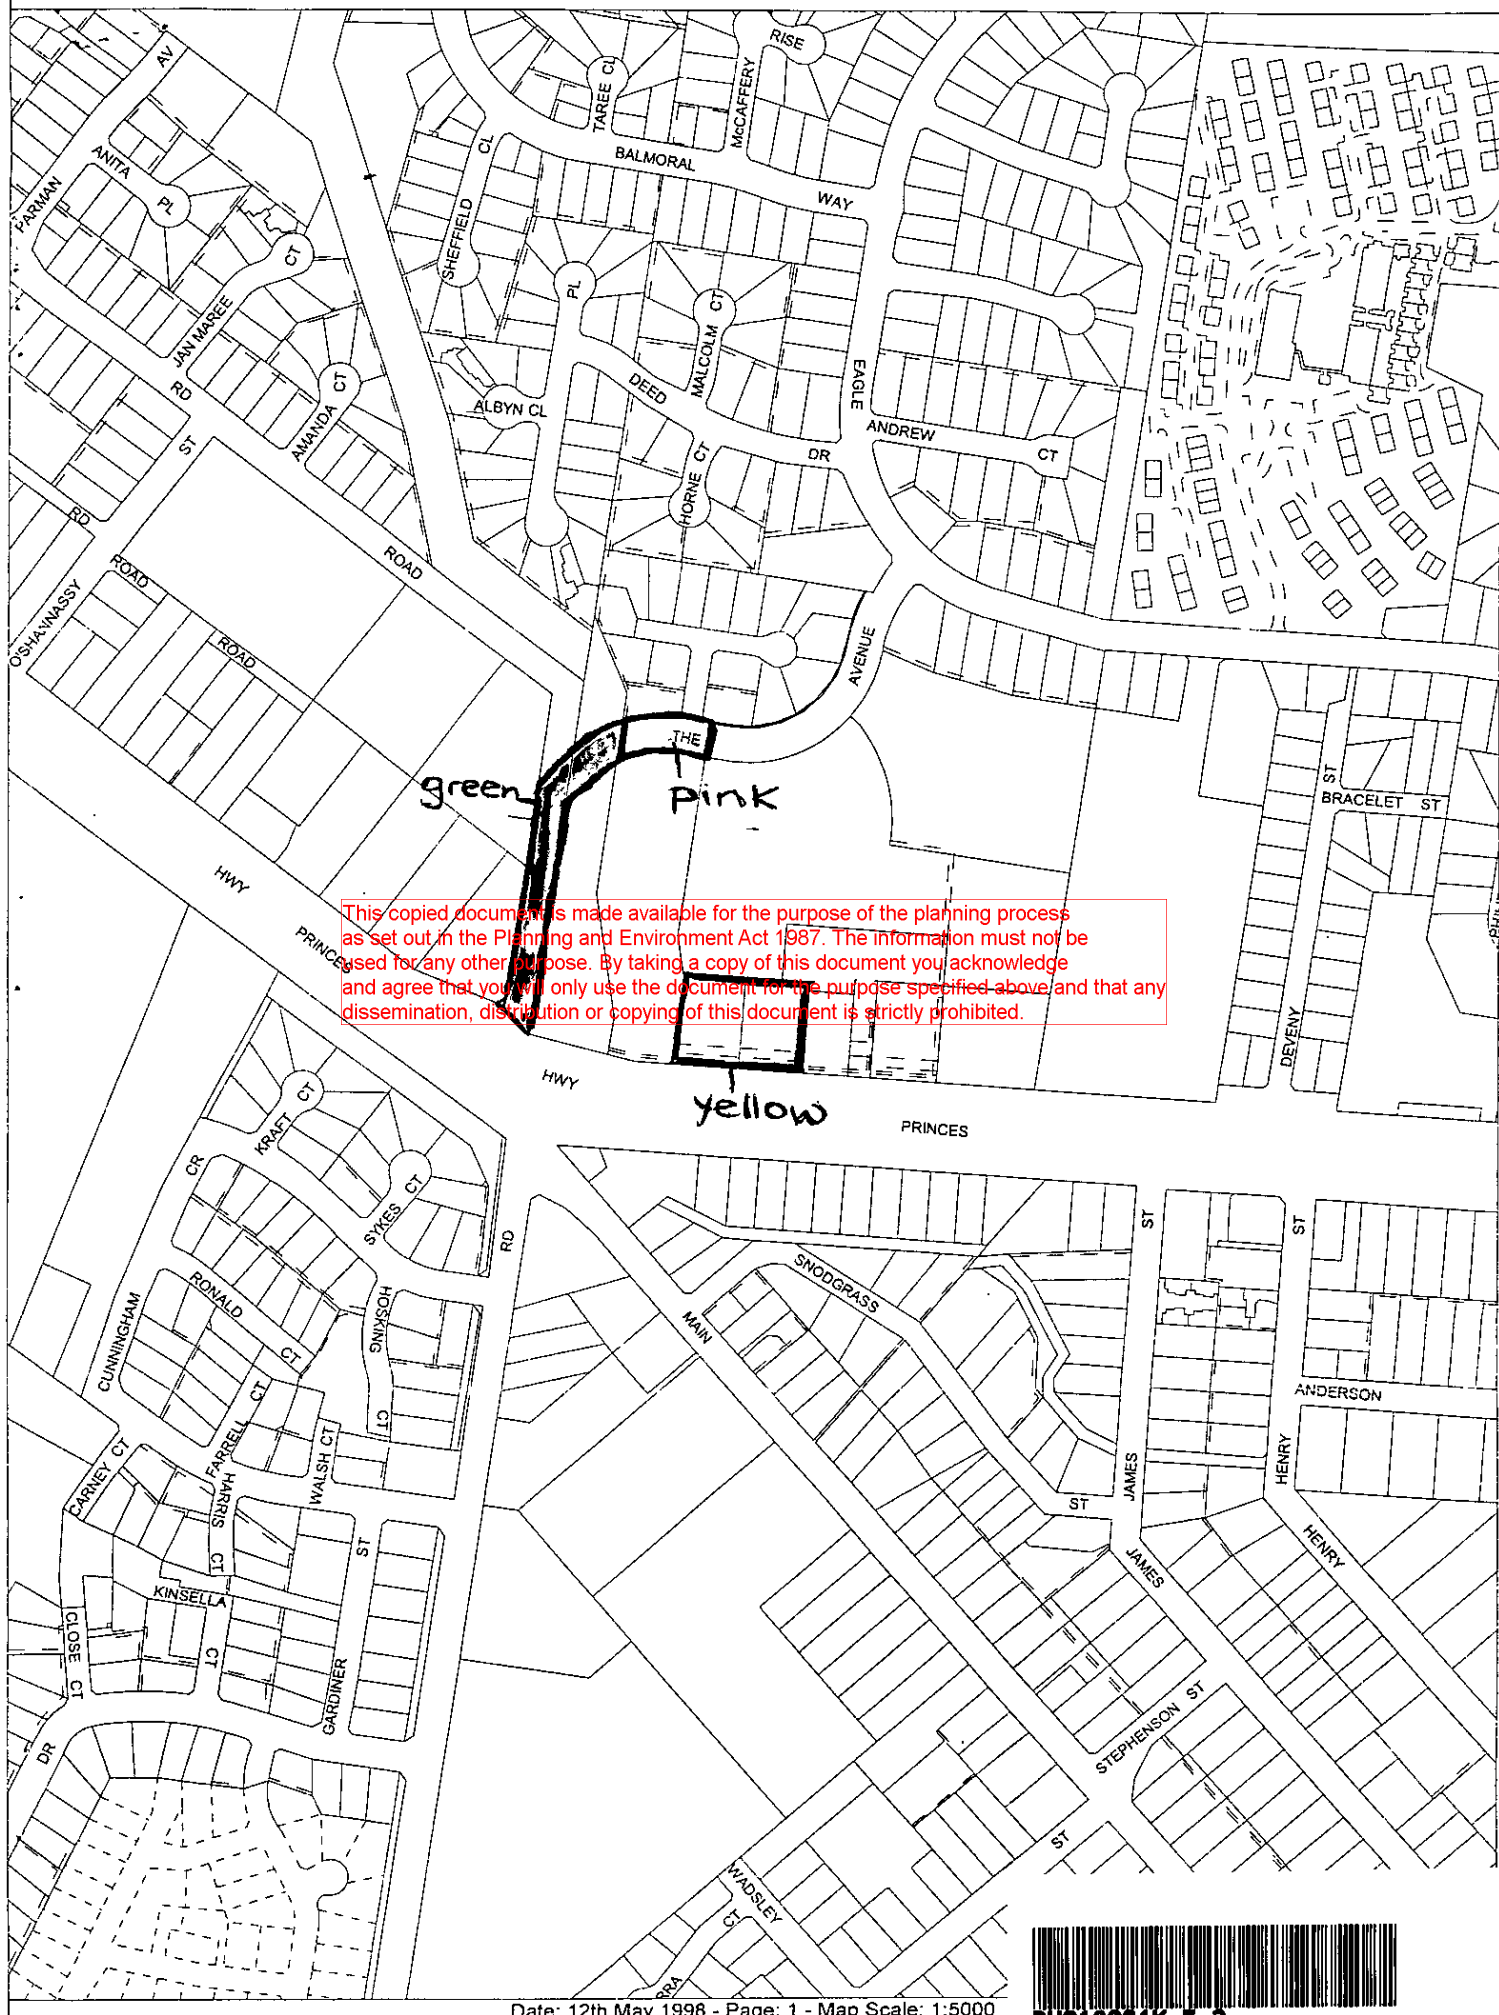 RISE
AV
TAREE CL
McCAFFERY
BALMORAL
WAY
ANITA
PL
PARMAN
CL
SHEFFIELD
CT
JAN MAREE
PL
CT
MALCOLM
RD
AMANDA CT
ST
DEED
EAGLE
ALBYN CL
ANDREW
CT
DR
HORNE CT
RD
ROAD
ROAD
OSHANNASSY
ROAD
AVENUE
THE
green
pink
ST
BRACELET ST
HWY
PRINCES
This copied document is made available for the purpose of the planning process
as set out in the Planning and Environment Act 1987. The information must not be
used for any other purpose. By taking a copy of this document you acknowledge
and agree that you will only use the document for the purpose specified above and that any
dissemination, distribution or copying of this document is strictly prohibited.
DEVENY
HWY
yellow
PRINCES
KRAFT CT
CR
SYKES CT
RD
ST
ST
SNODGRASS
RONALD
CT
HOSKING
CT
MAIN
CUNNINGHAM
ANDERSON
FARRELL CT
WALSH CT
CARNEY CT
HARRIS
CT
JAMES
HENRY
ST
ST
HENRY
JAMES
KINSELLA
CT
CLOSE CT
GARDINER
STEPHENSON ST
DR
ST
WADSLEY
CT
RRA
Date: 12th May 1998 - Page: 1 - Map Scale: 1:5000